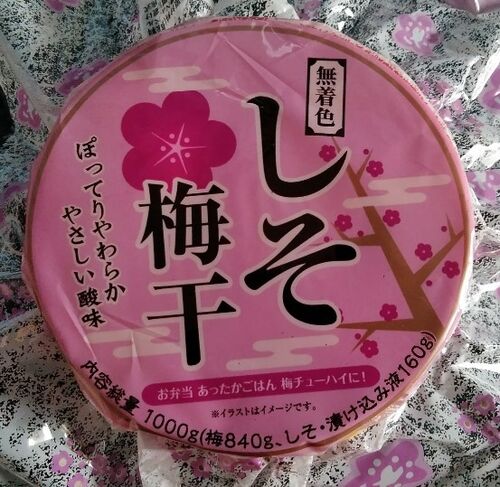 無着色
しそ
梅干
ぽってりやわらか
やさしい酸味
お弁当 あったかごはん 梅チューハイに!
※イラストはイメージです。
内容総量 1000g(梅840g、しそ・漬け込み液160g)